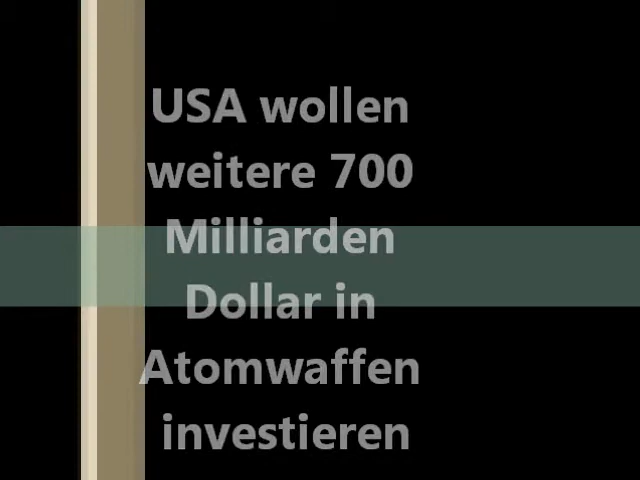 USA wollen
weitere 700
Milliarden
Dollar in
Atomwaffen
investieren